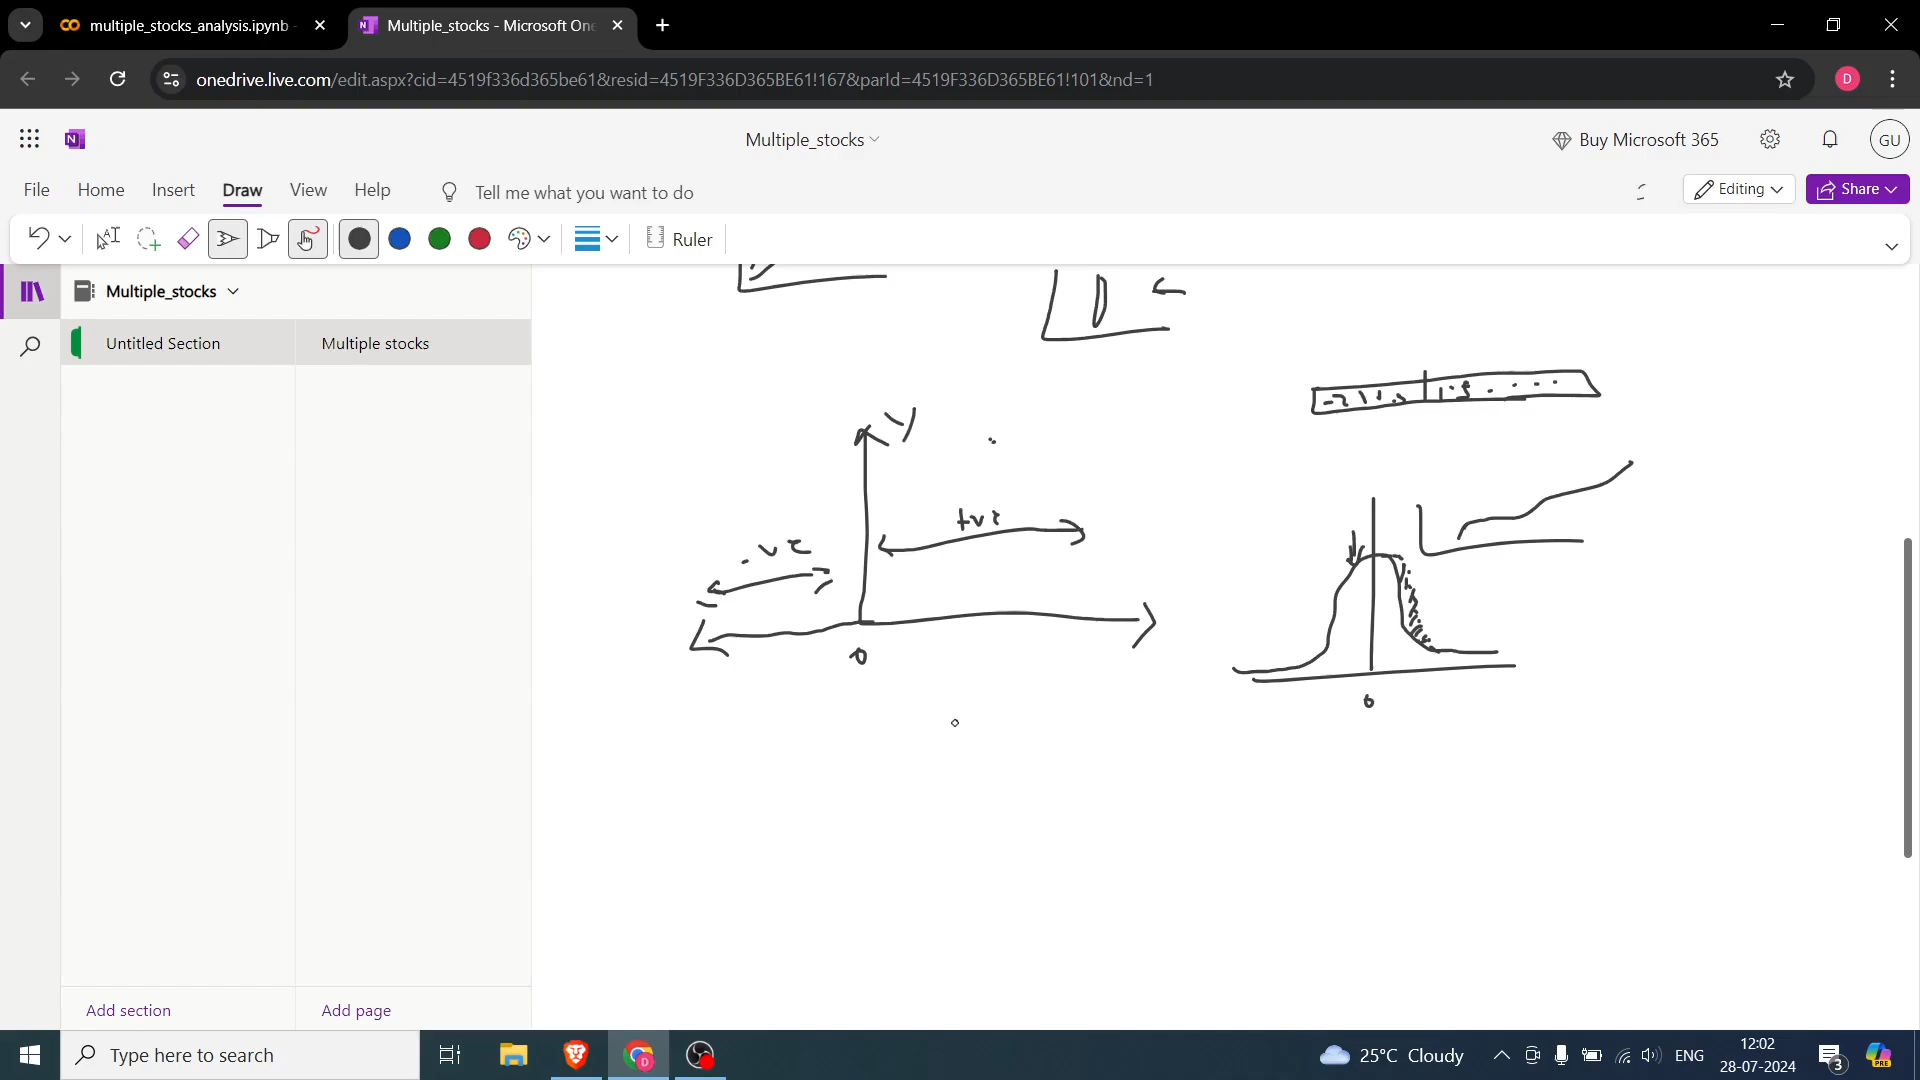 multiple_stocks_analysis.ipynb
Multiple_stocks - Microsoft One
onedrive.live.com/edit.aspx?cid=4519f336d365be61&resid=4519F336D365BE61!167&parId=4519F336D365BE61!101&nd=1
D
Multiple_stocks
Buy Microsoft 365
GU
File Home Insert Draw View Help Tell me what you want to do
Editing Share
Ruler
Multiple_stocks
Untitled Section Multiple stocks
y
+ve
-ve
0
0
Add section Add page
Type here to search
25°C Cloudy
ENG
12:02
28-07-2024
3
PRE